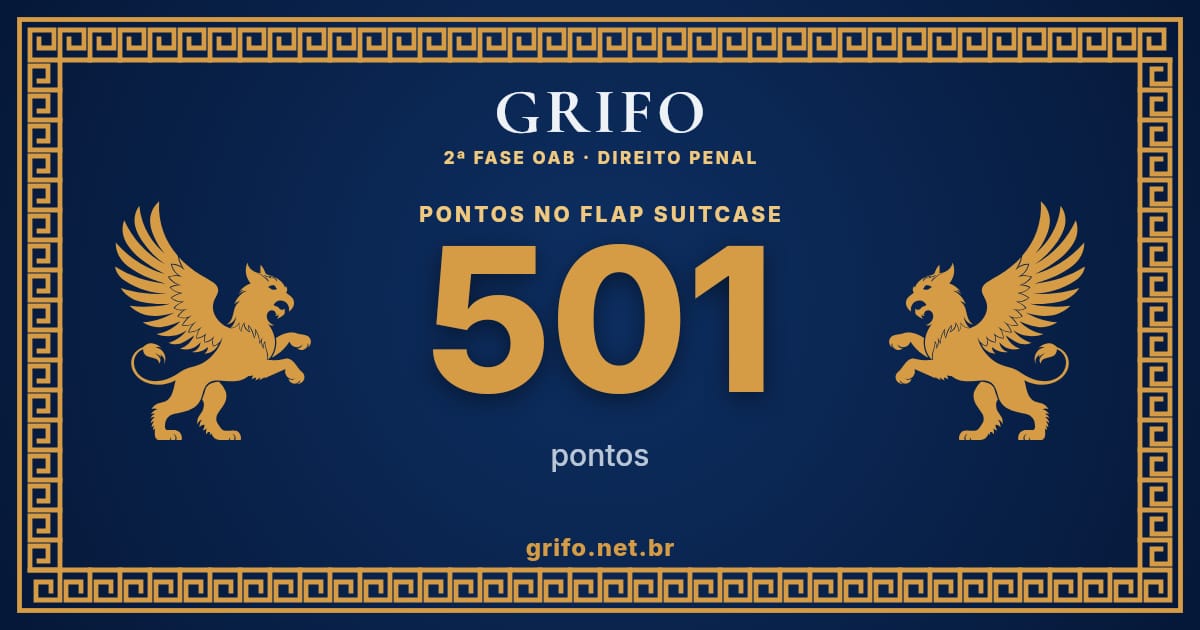 GRIFO
2ª FASE OAB · DIREITO PENAL
PONTOS NO FLAP SUITCASE
501
pontos
grifo.net.br